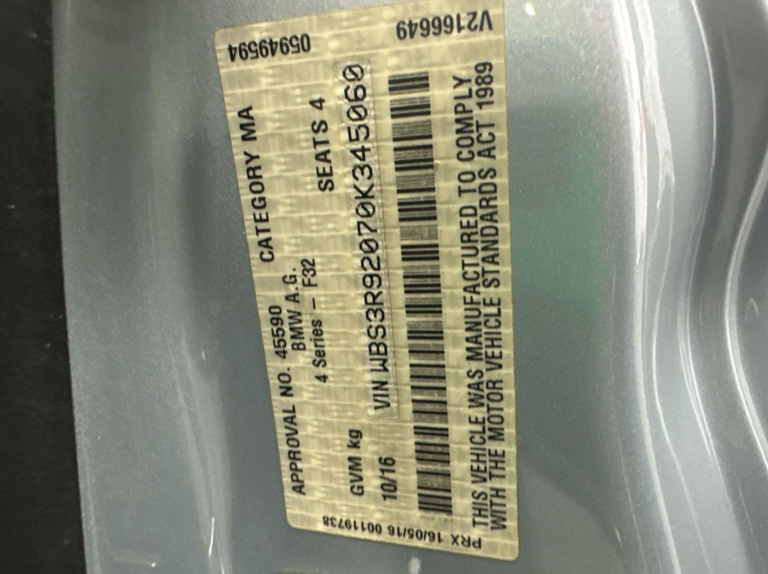 APPROVAL NO. 45590 CATEGORY MA
BMW A.G.
4 Series - F32 SEATS 4
GVM kg
10/16 VIN WBS3R92070K345060
THIS VEHICLE WAS MANUFACTURED TO COMPLY
WITH THE MOTOR VEHICLE STANDARDS ACT 1989
05949594
V2166649
PRX 16/05/16 00119738